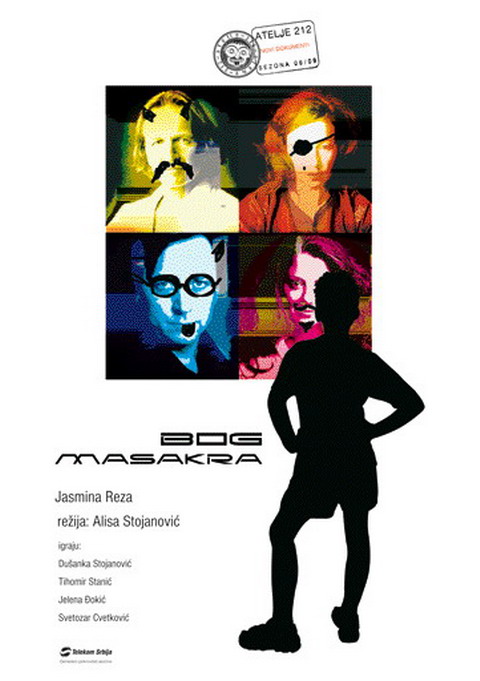 ATELJE 212
NOVI DOKUMENTI
SEZONA 08/09
BOG
MASAKRA
Jasmina Reza
režija: Alisa Stojanović
igraju:
Dušanka Stojanović
Tihomir Stanić
Jelena Đokić
Svetozar Cvetković
Telekom Srbija